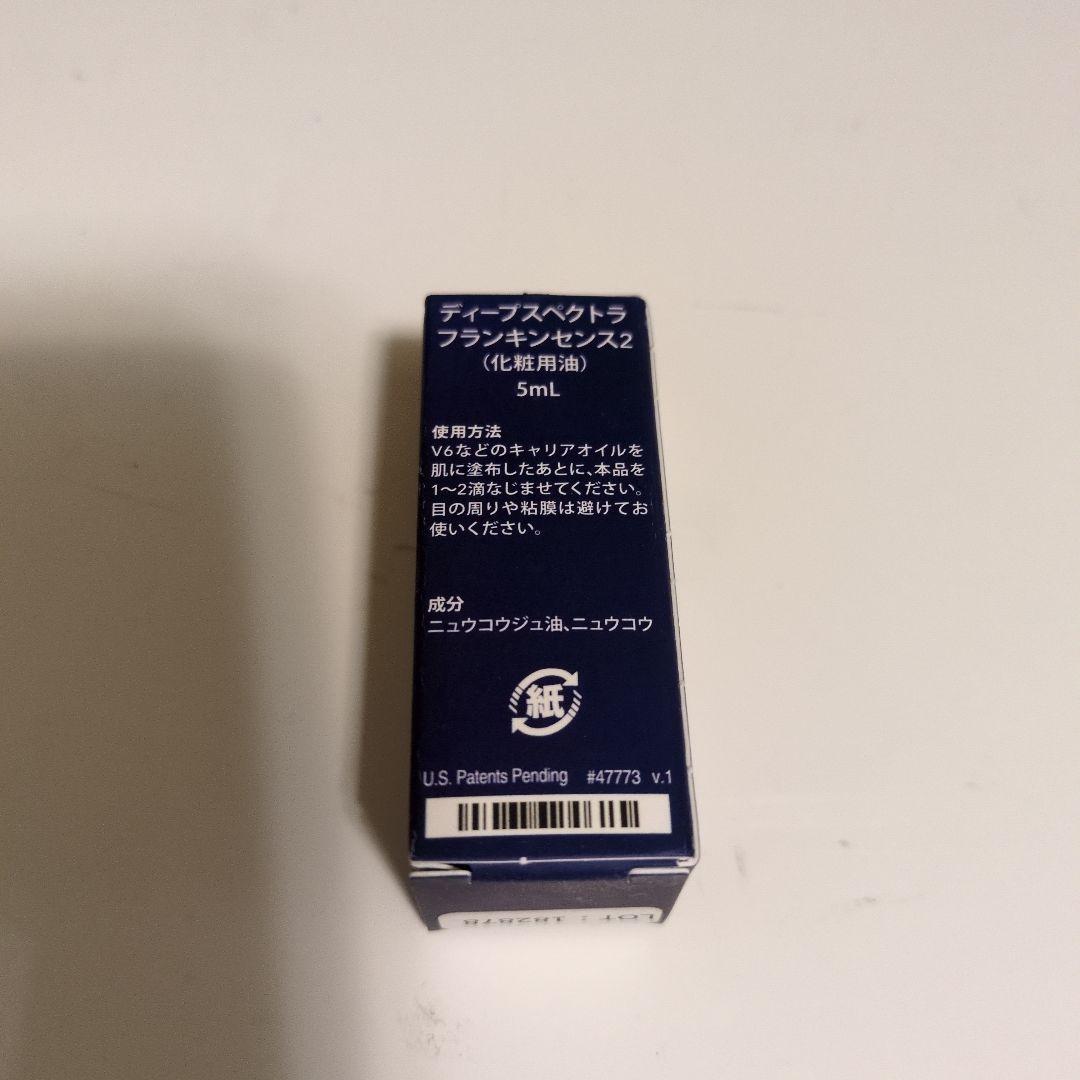 ディープスペクトラ
フランキンセンス2
（化粧用油）
5mL
使用方法
V6などのキャリアオイルを
肌に塗布したあとに、本品を
1〜2滴なじませてください。
目の周りや粘膜は避けてお
使いください。
成分
ニュウコウジュ油、ニュウコウ
紙
U.S. Patents Pending #47773 v.1
LOT : 182878